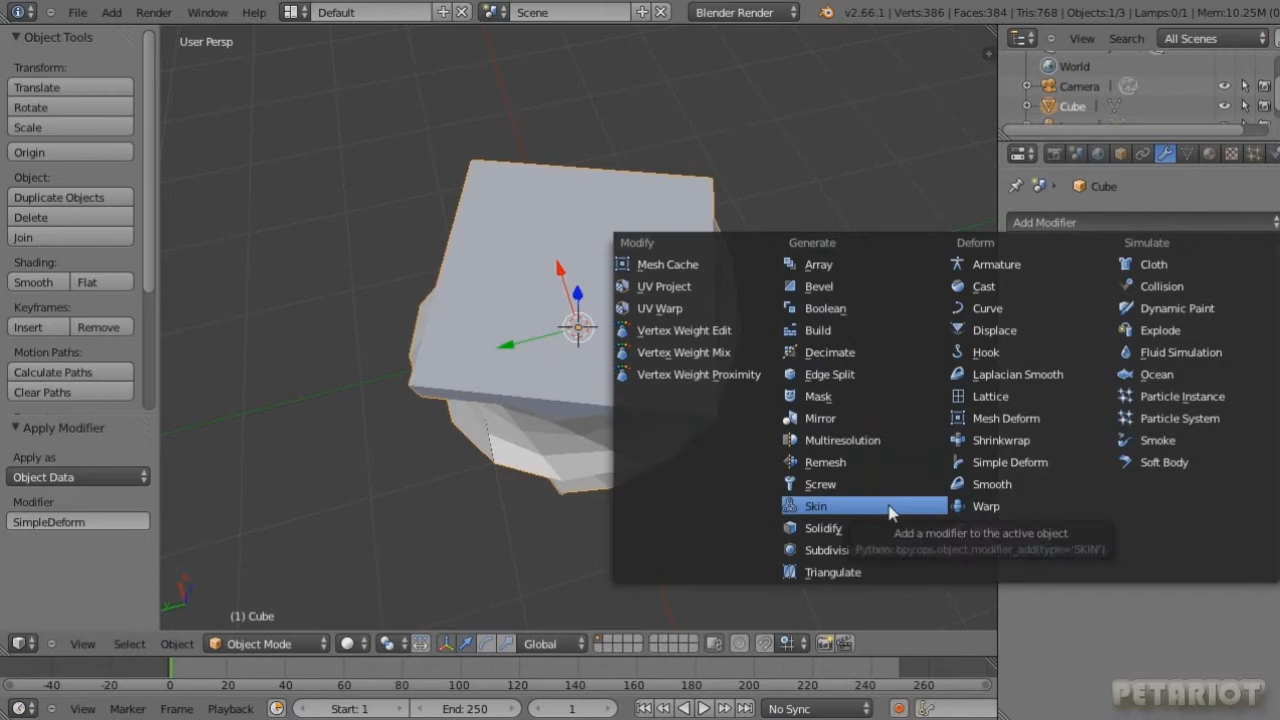 File Add Render Window Help Default Scene Blender Render v2.66.1 | Verts:386 | Faces:384 | Tris:768 | Objects:1/3 | Lamps:0/1 | Mem:10.25M
Object Tools
Transform:
Translate
Rotate
Scale
Origin
Object:
Duplicate Objects
Delete
Join
Shading:
Smooth Flat
Keyframes:
Insert Remove
Motion Paths:
Calculate Paths
Clear Paths
Apply Modifier
Apply as
Object Data
Modifier
SimpleDeform
User Persp
(1) Cube
View Search All Scenes
World
Camera
Cube
Cube
Add Modifier
Modify
Mesh Cache
UV Project
UV Warp
Vertex Weight Edit
Vertex Weight Mix
Vertex Weight Proximity
Generate
Array
Bevel
Boolean
Build
Decimate
Edge Split
Mask
Mirror
Multiresolution
Remesh
Screw
Skin
Solidify
Subdivisi
Triangulate
Deform
Armature
Cast
Curve
Displace
Hook
Laplacian Smooth
Lattice
Mesh Deform
Shrinkwrap
Simple Deform
Smooth
Warp
Simulate
Cloth
Collision
Dynamic Paint
Explode
Fluid Simulation
Ocean
Particle Instance
Particle System
Smoke
Soft Body
Add a modifier to the active object
Python: bpy.ops.object.modifier_add(type='SKIN')
View Select Object Object Mode Global
-40 -20 0 20 40 60 80 100 120 140 160 180 200 220 240 260
View Marker Frame Playback Start: 1 End: 250 1 No Sync
PETARIOT